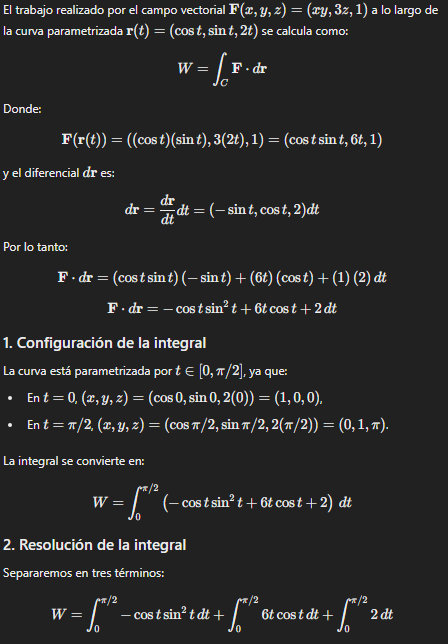 El trabajo realizado por el campo vectorial F(x, y, z) = (xy, 3z, 1) a lo largo de
la curva parametrizada r(t) = (cos t, sin t, 2t) se calcula como:
W = ∫_C F · dr
Donde:
F(r(t)) = ((cos t)(sin t), 3(2t), 1) = (cos t sin t, 6t, 1)
y el diferencial dr es:
dr = dr/dt dt = (− sin t, cos t, 2)dt
Por lo tanto:
F · dr = (cos t sin t) (− sin t) + (6t) (cos t) + (1) (2) dt
F · dr = − cos t sin² t + 6t cos t + 2 dt
1. Configuración de la integral
La curva está parametrizada por t ∈ [0, π/2], ya que:
• En t = 0, (x, y, z) = (cos 0, sin 0, 2(0)) = (1, 0, 0),
• En t = π/2, (x, y, z) = (cos π/2, sin π/2, 2(π/2)) = (0, 1, π).
La integral se convierte en:
W = ∫₀^{π/2} (− cos t sin² t + 6t cos t + 2) dt
2. Resolución de la integral
Separaremos en tres términos:
W = ∫₀^{π/2} − cos t sin² t dt + ∫₀^{π/2} 6t cos t dt + ∫₀^{π/2} 2 dt